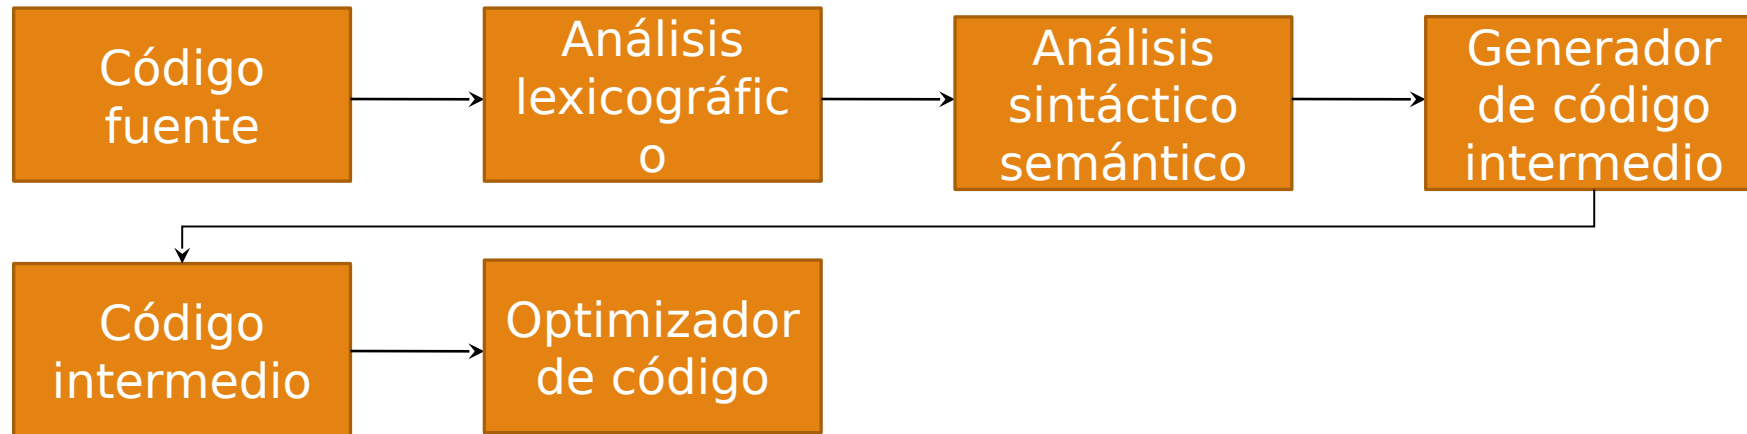 Código
fuente
Análisis
lexicográfic
o
Análisis
sintáctico
semántico
Generador
de código
intermedio
Código
intermedio
Optimizador
de código